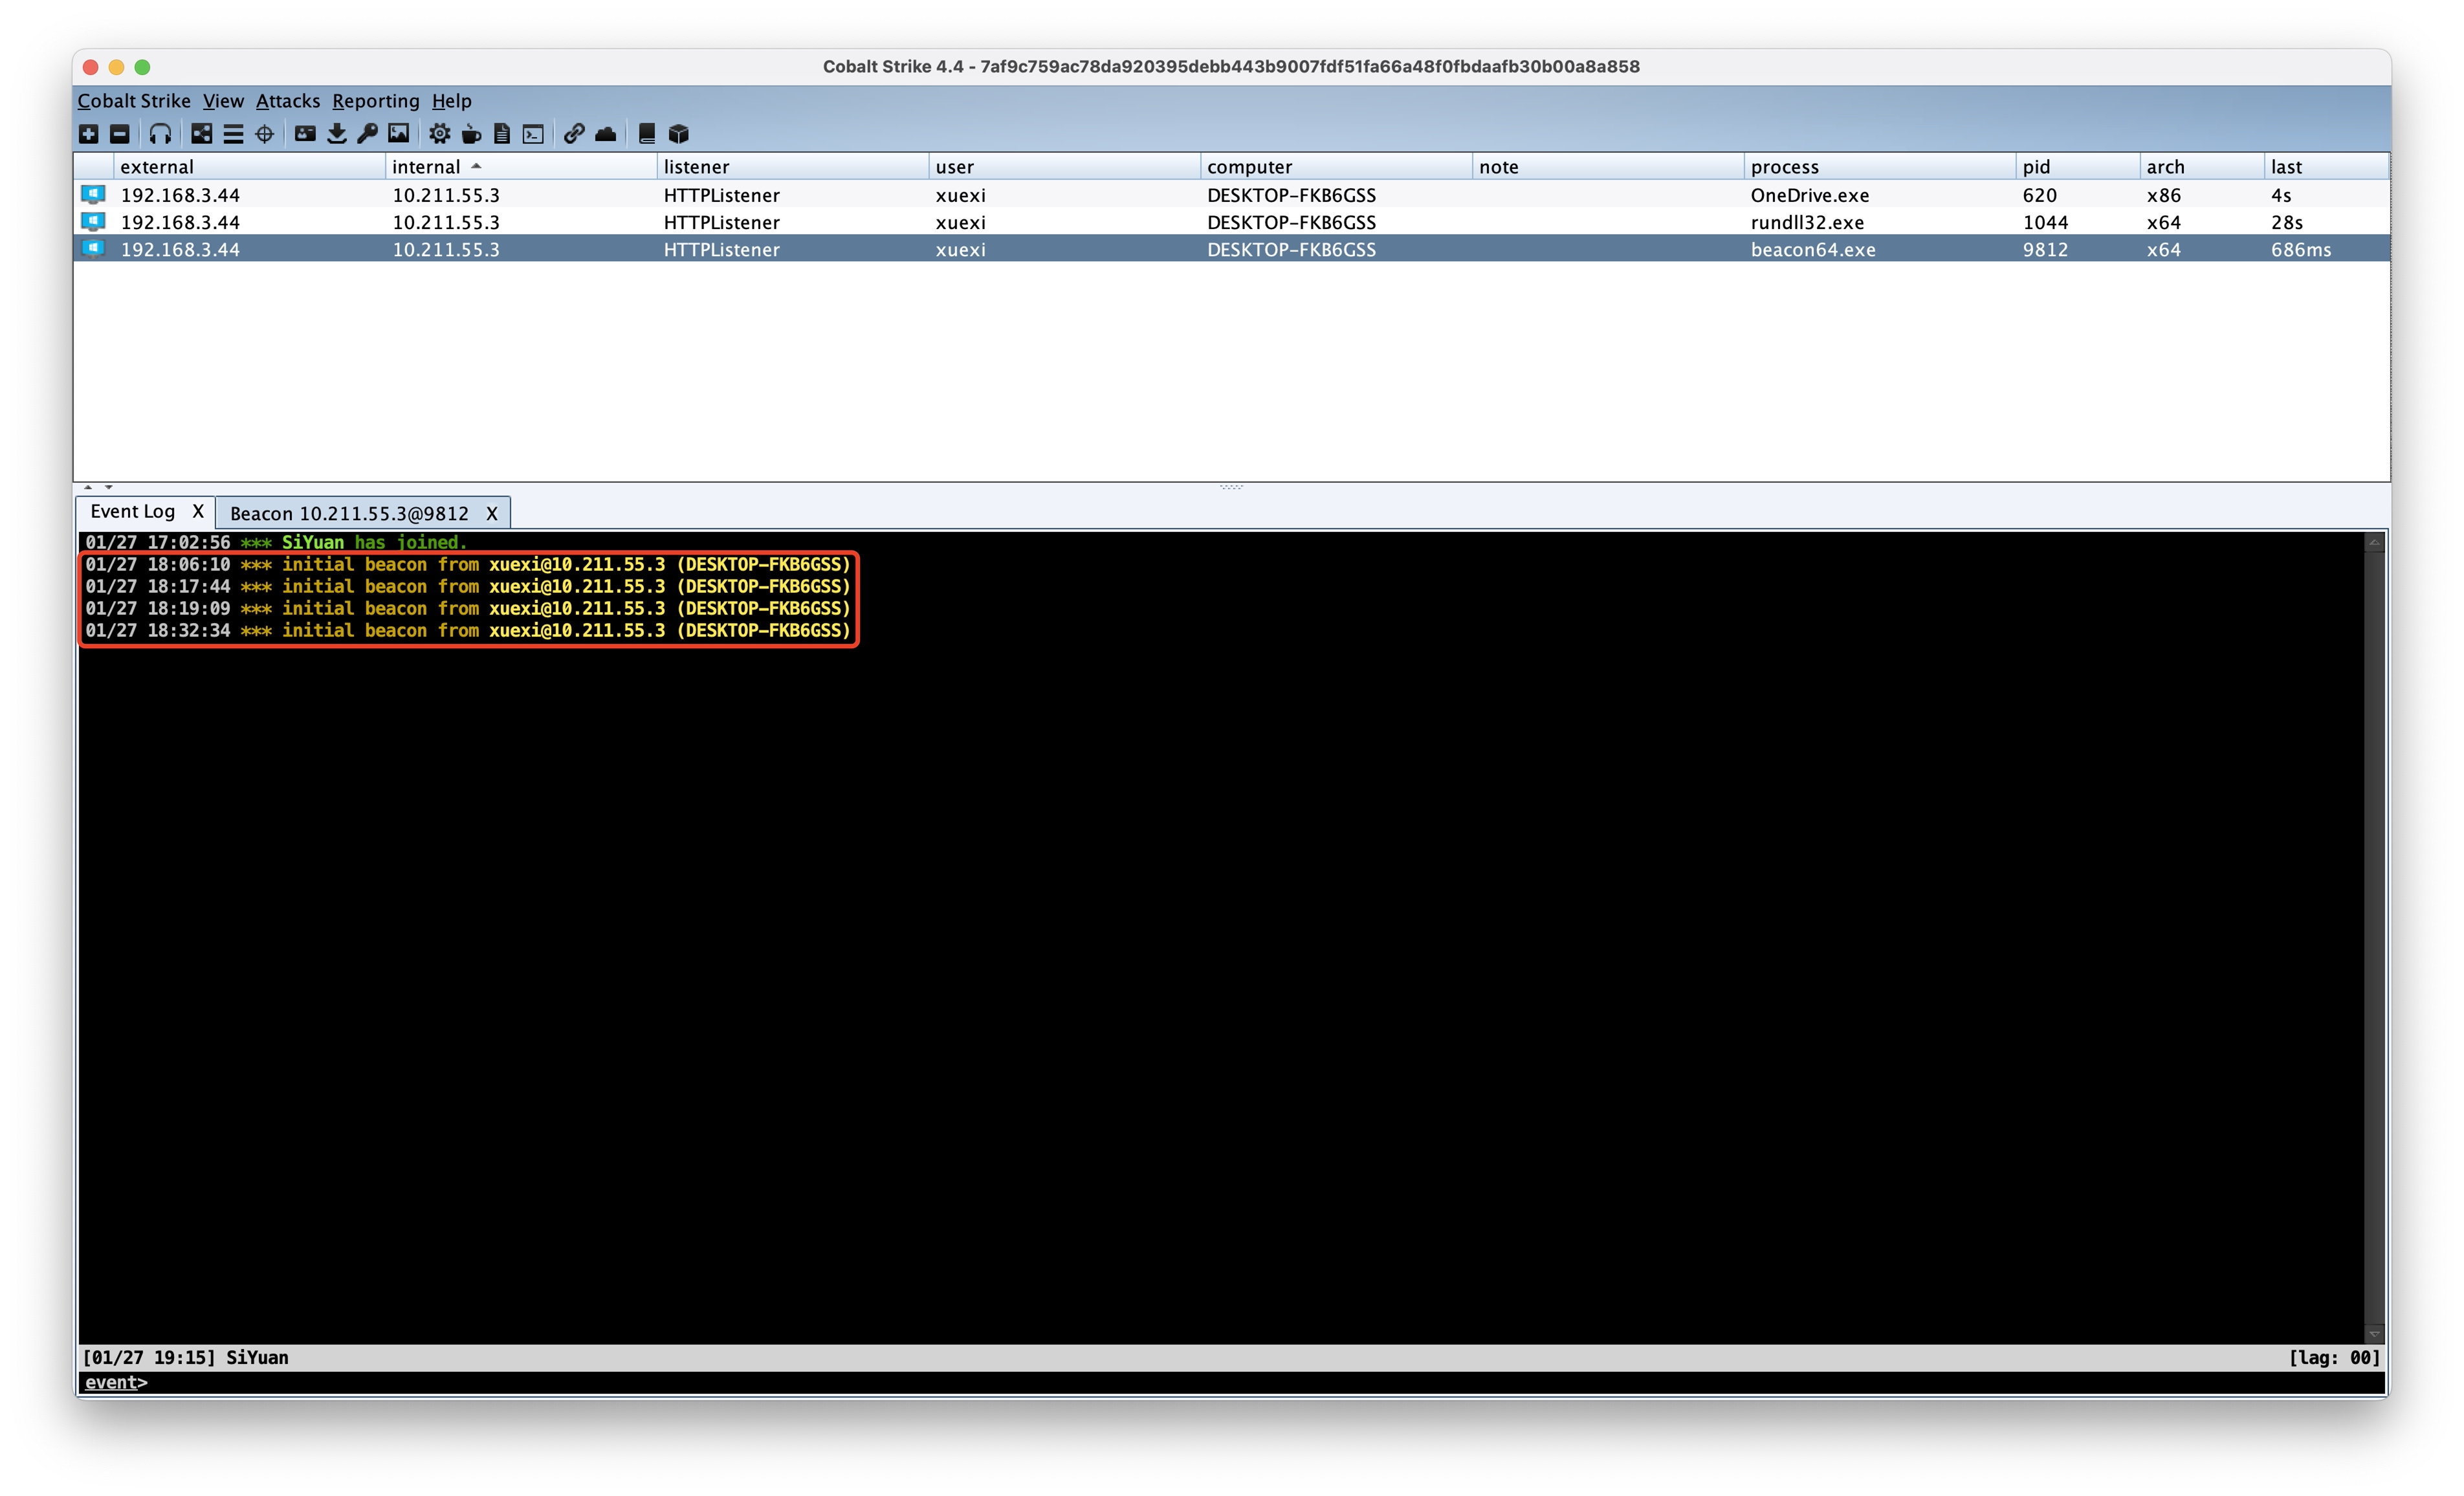 Cobalt Strike 4.4 - 7af9c759ac78da920395debb443b9007fdf51fa66a48f0fbdaafb30b00a8a858
Cobalt Strike View Attacks Reporting Help
external internal listener user computer note process pid arch last
192.168.3.44 10.211.55.3 HTTPListener xuexi DESKTOP-FKB6GSS OneDrive.exe 620 x86 4s
192.168.3.44 10.211.55.3 HTTPListener xuexi DESKTOP-FKB6GSS rundll32.exe 1044 x64 28s
192.168.3.44 10.211.55.3 HTTPListener xuexi DESKTOP-FKB6GSS beacon64.exe 9812 x64 686ms
Event Log X Beacon 10.211.55.3@9812 X
01/27 17:02:56 *** SiYuan has joined.
01/27 18:06:10 *** initial beacon from xuexi@10.211.55.3 (DESKTOP-FKB6GSS)
01/27 18:17:44 *** initial beacon from xuexi@10.211.55.3 (DESKTOP-FKB6GSS)
01/27 18:19:09 *** initial beacon from xuexi@10.211.55.3 (DESKTOP-FKB6GSS)
01/27 18:32:34 *** initial beacon from xuexi@10.211.55.3 (DESKTOP-FKB6GSS)
[01/27 19:15] SiYuan [lag: 00]
event>